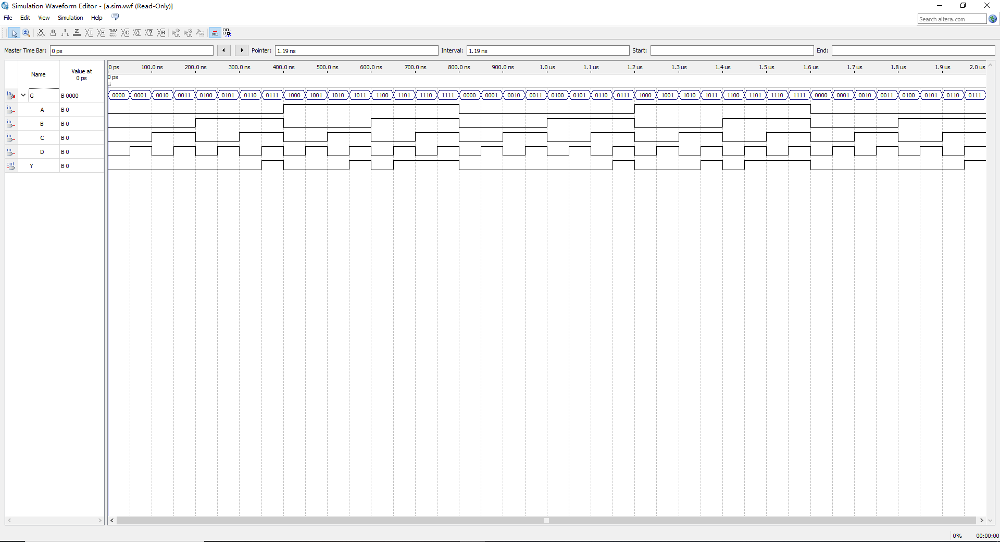 Simulation Waveform Editor - [a.sim.vwf (Read-Only)]
File Edit View Simulation Help
Search altera.com
Master Time Bar: 0 ps Pointer: 1.19 ns Interval: 1.19 ns Start: End:
Name Value at 0 ps
0 ps 100.0 ns 200.0 ns 300.0 ns 400.0 ns 500.0 ns 600.0 ns 700.0 ns 800.0 ns 900.0 ns 1.0 us 1.1 us 1.2 us 1.3 us 1.4 us 1.5 us 1.6 us 1.7 us 1.8 us 1.9 us 2.0 us
0 ps
in G B 0000 0000 0001 0010 0011 0100 0101 0110 0111 1000 1001 1010 1011 1100 1101 1110 1111 0000 0001 0010 0011 0100 0101 0110 0111 1000 1001 1010 1011 1100 1101 1110 1111 0000 0001 0010 0011 0100 0101 0110 0111
in A B 0
in B B 0
in C B 0
in D B 0
out Y B 0
0% 00:00:00